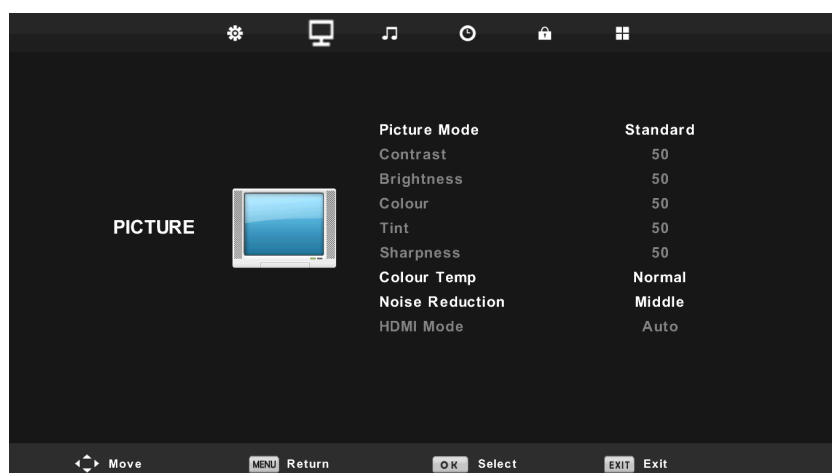 Picture Mode Standard
Contrast 50
Brightness 50
Colour 50
PICTURE
Tint 50
Sharpness 50
Colour Temp Normal
Noise Reduction Middle
HDMI Mode Auto
Move MENU Return OK Select EXIT Exit